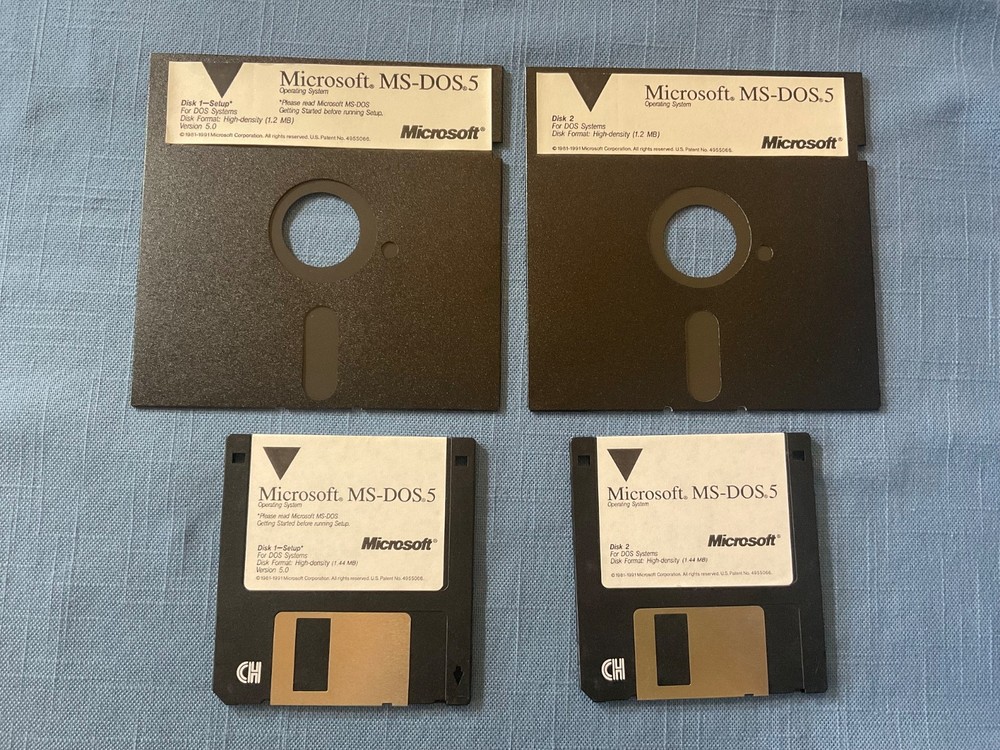 Microsoft® MS-DOS®5
Operating System
Disk 1—Setup*
For DOS Systems
Disk Format: High-density (1.2 MB)
Version 5.0
*Please read Microsoft MS-DOS
Getting Started before running Setup.
©1981-1991 Microsoft Corporation. All rights reserved. U.S. Patent No. 4955066.
Microsoft®
Microsoft® MS-DOS®5
Operating System
Disk 2
For DOS Systems
Disk Format: High-density (1.2 MB)
©1981-1991 Microsoft Corporation. All rights reserved. U.S. Patent No. 4955066.
Microsoft®
Microsoft® MS-DOS®5
Operating System
*Please read Microsoft MS-DOS
Getting Started before running Setup.
Microsoft®
Disk 1—Setup*
For DOS Systems
Disk Format: High-density (1.44 MB)
Version 5.0
©1981-1991 Microsoft Corporation. All rights reserved. U.S. Patent No. 4955066.
CH
Microsoft® MS-DOS®5
Operating System
Microsoft®
Disk 2
For DOS Systems
Disk Format: High-density (1.44 MB)
©1981-1991 Microsoft Corporation. All rights reserved. U.S. Patent No. 4955066.
CH